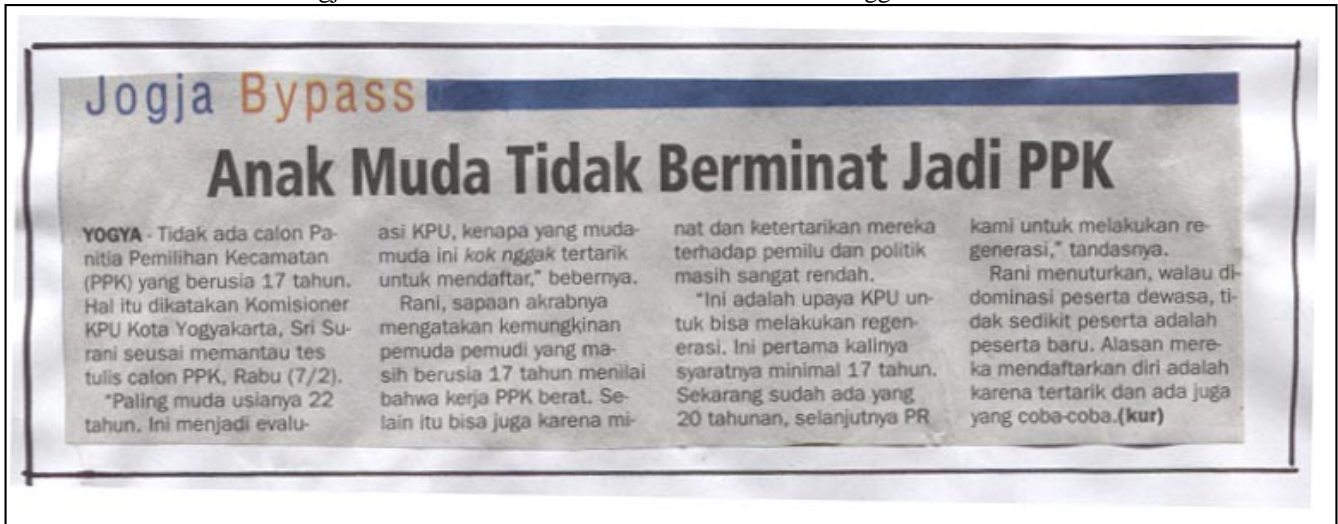 Jogja Bypass
Anak Muda Tidak Berminat Jadi PPK
YOGYA - Tidak ada calon Pa-
nitia Pemilihan Kecamatan
(PPK) yang berusia 17 tahun.
Hal itu dikatakan Komisioner
KPU Kota Yogyakarta, Sri Su-
rani seusai memantau tes
tulis calon PPK, Rabu (7/2).
"Paling muda usianya 22
tahun. Ini menjadi evalu-
asi KPU, kenapa yang muda-
muda ini kok nggak tertarik
untuk mendaftar," bebernya.
Rani, sapaan akrabnya
mengatakan kemungkinan
pemuda pemudi yang ma-
sih berusia 17 tahun menilai
bahwa kerja PPK berat. Se-
lain itu bisa juga karena mi-
nat dan ketertarikan mereka
terhadap pemilu dan politik
masih sangat rendah.
"Ini adalah upaya KPU un-
tuk bisa melakukan regen-
erasi. Ini pertama kalinya
syaratnya minimal 17 tahun.
Sekarang sudah ada yang
20 tahunan, selanjutnya PR
kami untuk melakukan re-
generasi," tandasnya.
Rani menuturkan, walau di-
dominasi peserta dewasa, ti-
dak sedikit peserta adalah
peserta baru. Alasan mere-
ka mendaftarkan diri adalah
karena tertarik dan ada juga
yang coba-coba.(kur)